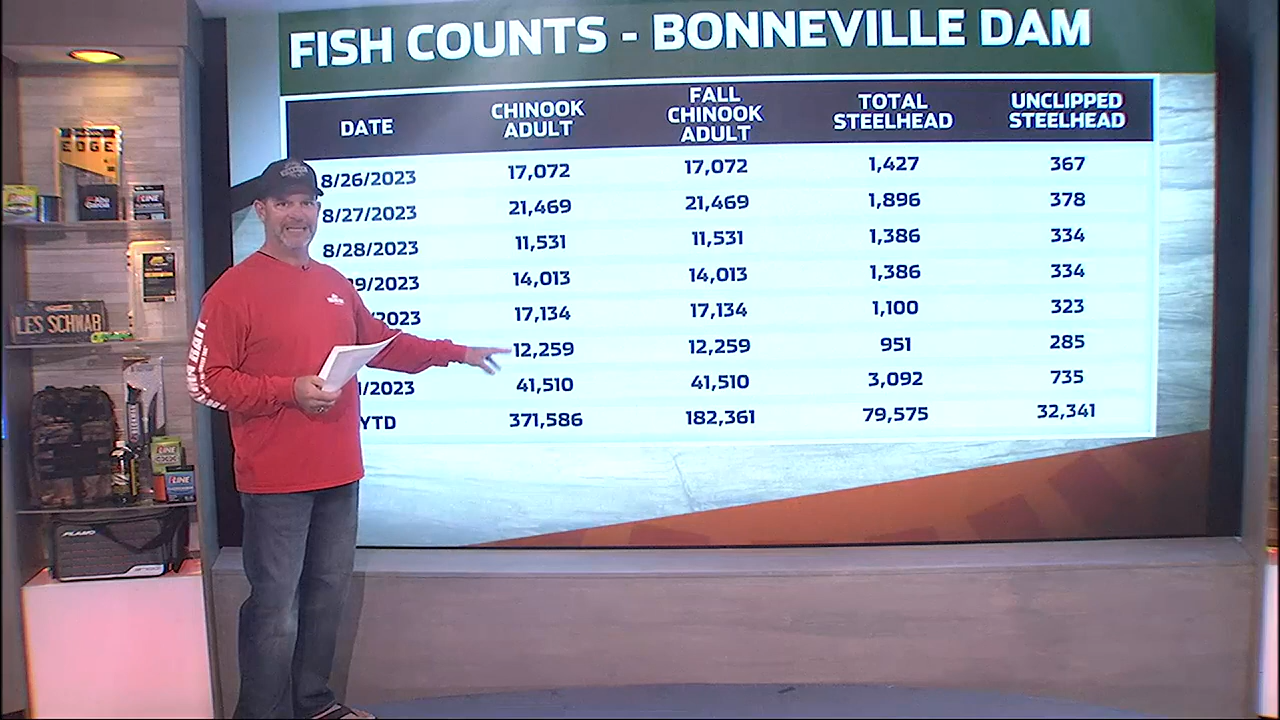 FISH COUNTS - BONNEVILLE DAM
DATE CHINOOK ADULT FALL CHINOOK ADULT TOTAL STEELHEAD UNCLIPPED STEELHEAD
8/26/2023 17,072 17,072 1,427 367
8/27/2023 21,469 21,469 1,896 378
8/28/2023 11,531 11,531 1,386 334
9/2023 14,013 14,013 1,386 334
2023 17,134 17,134 1,100 323
12,259 12,259 951 285
1/2023 41,510 41,510 3,092 735
YTD 371,586 182,361 79,575 32,341
EDGE
LES SCHWAB
PLANO